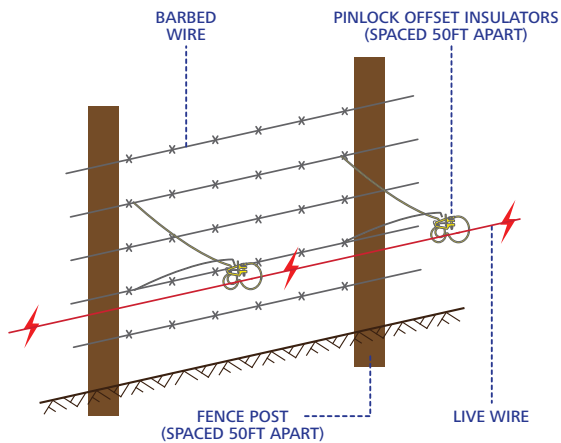 BARBED
WIRE
PINLOCK OFFSET INSULATORS
(SPACED 50FT APART)
FENCE POST
(SPACED 50FT APART)
LIVE WIRE